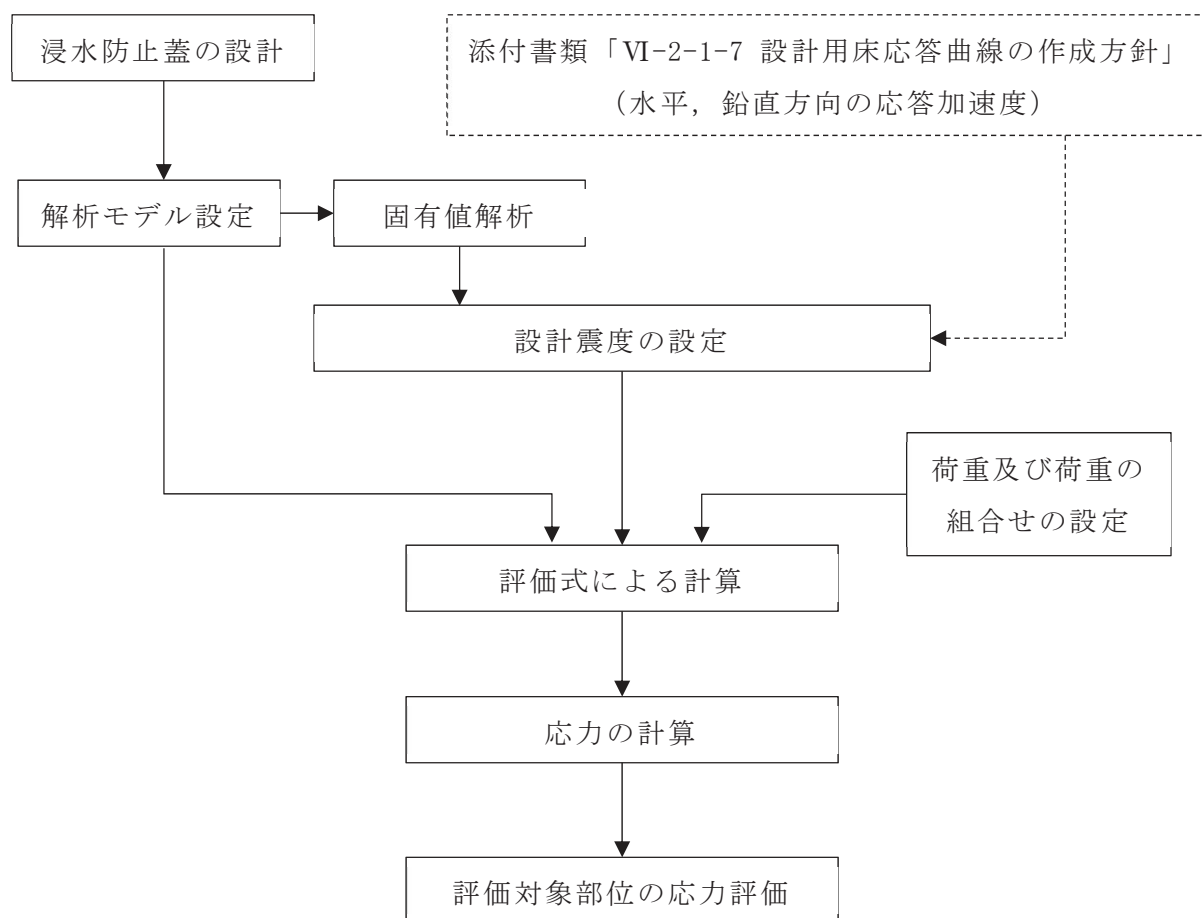 浸水防止蓋の設計
添付書類「Ⅵ-2-1-7 設計用床応答曲線の作成方針」
（水平，鉛直方向の応答加速度）
解析モデル設定
固有値解析
設計震度の設定
荷重及び荷重の
組合せの設定
評価式による計算
応力の計算
評価対象部位の応力評価